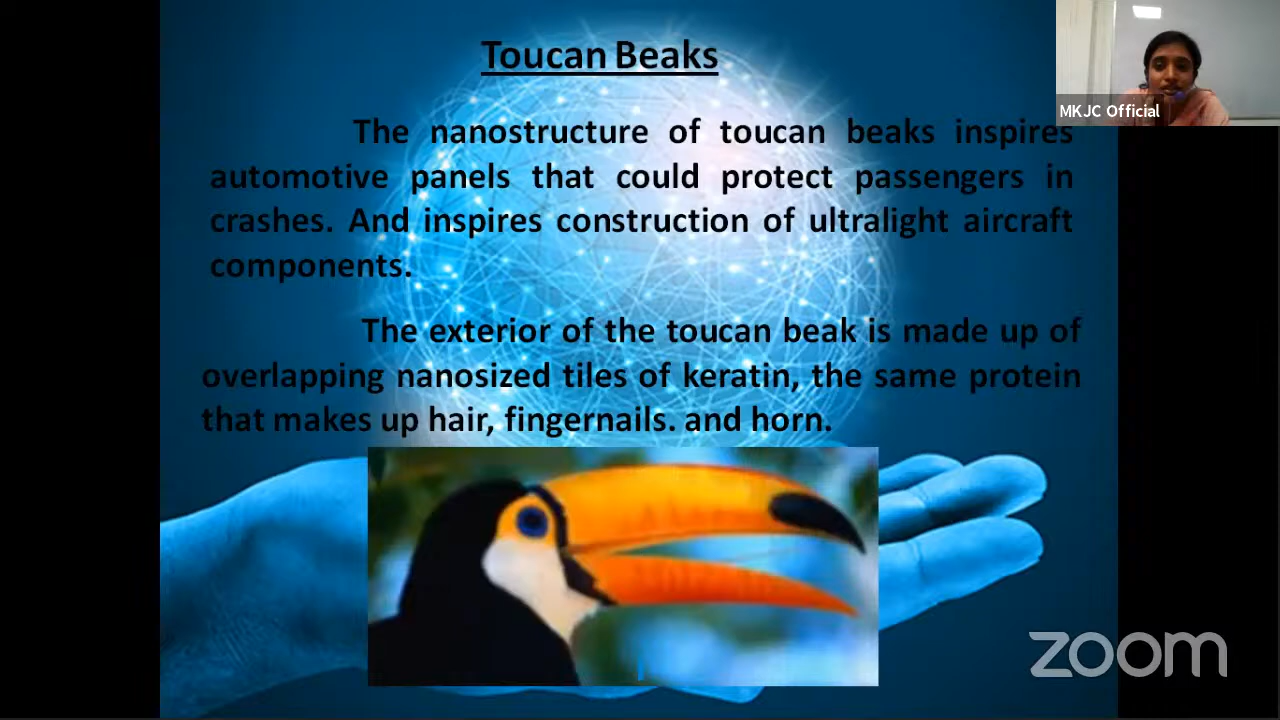 Toucan Beaks
MKJC Official
The nanostructure of toucan beaks inspires
automotive panels that could protect passengers in
crashes. And inspires construction of ultralight aircraft
components.
The exterior of the toucan beak is made up of
overlapping nanosized tiles of keratin, the same protein
that makes up hair, fingernails. and horn.
zoom